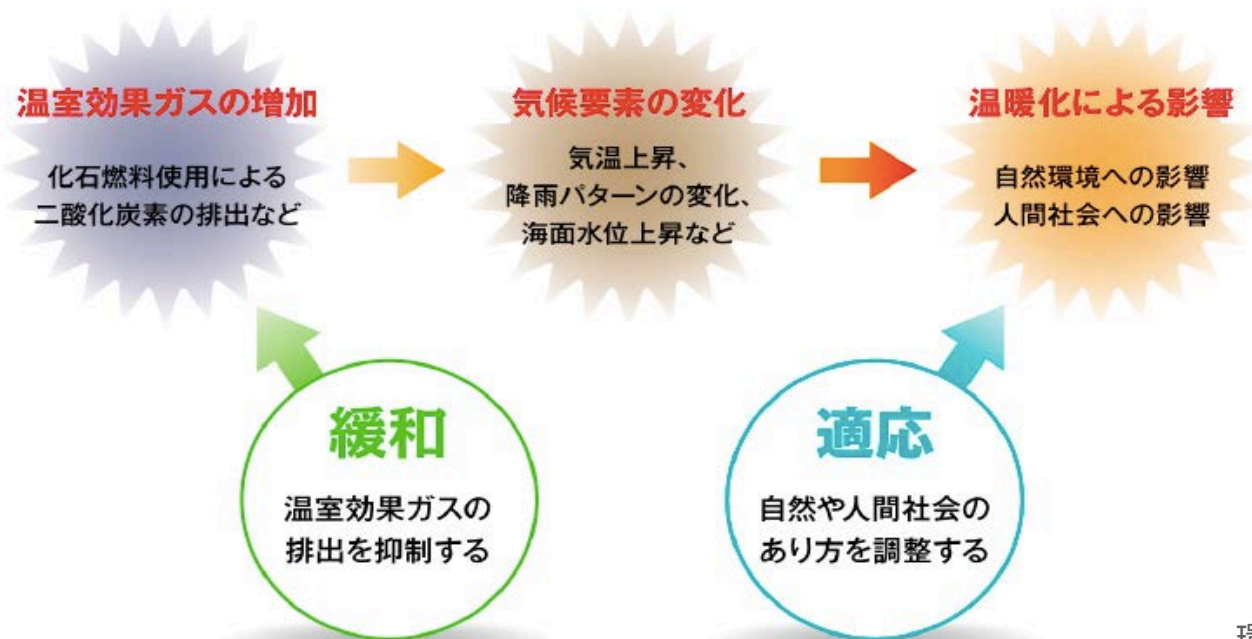 温室効果ガスの増加
化石燃料使用による
二酸化炭素の排出など
気候要素の変化
気温上昇、
降雨パターンの変化、
海面水位上昇など
温暖化による影響
自然環境への影響
人間社会への影響
緩和
温室効果ガスの
排出を抑制する
適応
自然や人間社会の
あり方を調整する